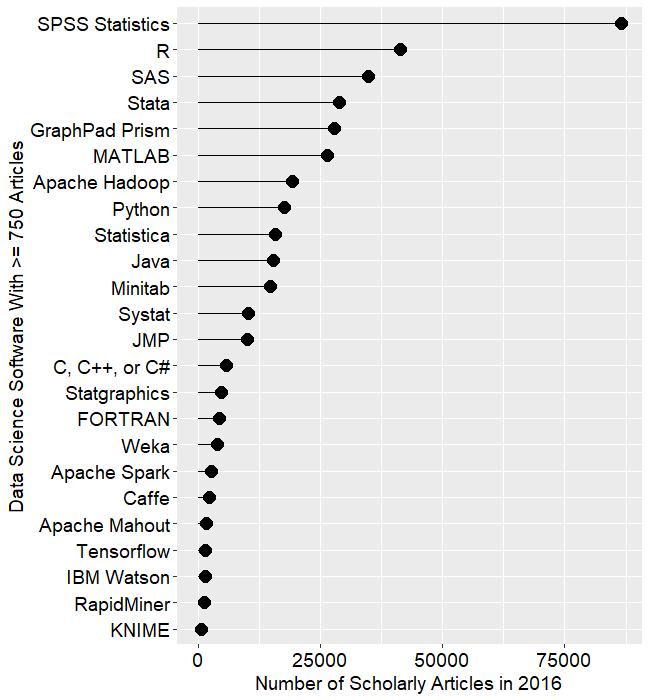 SPSS Statistics
R
SAS
Stata
GraphPad Prism
MATLAB
Apache Hadoop
Python
Statistica
Java
Minitab
Systat
JMP
C, C++, or C#
Statgraphics
FORTRAN
Weka
Apache Spark
Caffe
Apache Mahout
Tensorflow
IBM Watson
RapidMiner
KNIME
Data Science Software With >= 750 Articles
0 25000 50000 75000
Number of Scholarly Articles in 2016